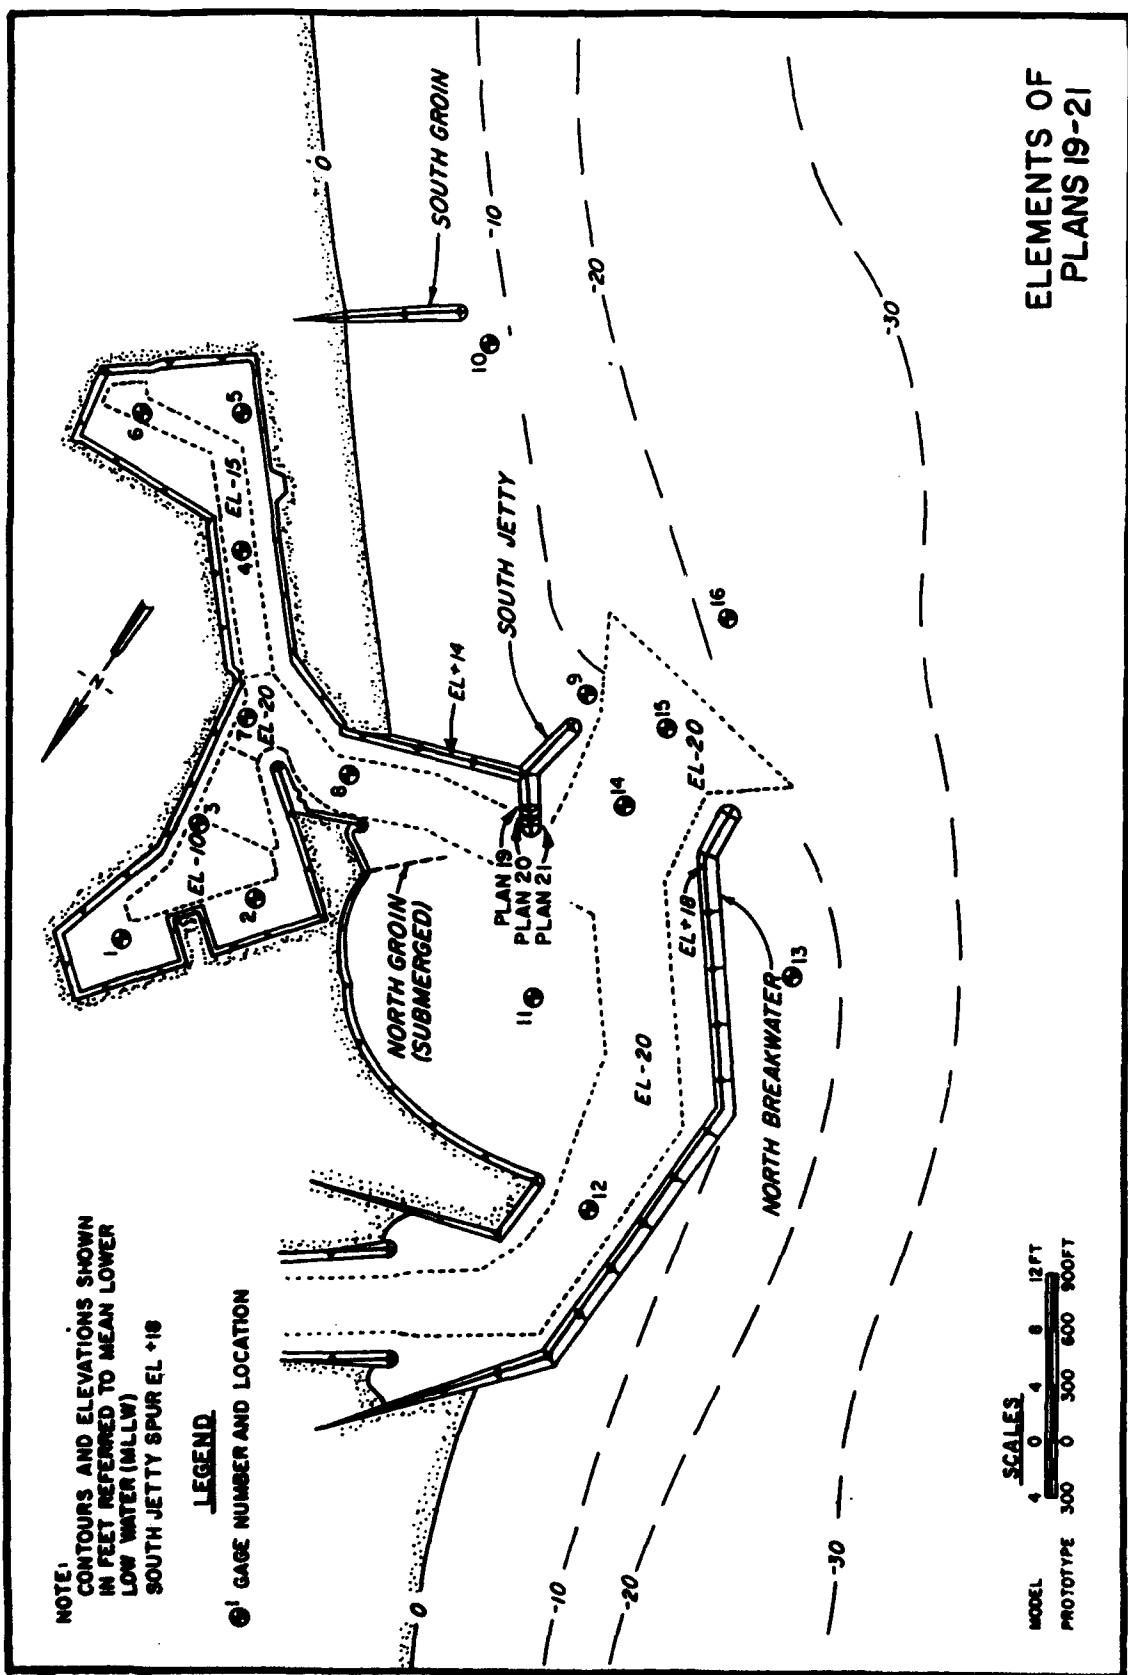 NOTE:
CONTOURS AND ELEVATIONS SHOWN
IN FEET REFERRED TO MEAN LOWER
LOW WATER (MLLW)
SOUTH JETTY SPUR EL +18
LEGEND
1 GAGE NUMBER AND LOCATION
1
2
3
EL-10
6
5
EL-15
4
7
EL-20
8
N
0
SOUTH GROIN
10
-10
-20
-30
NORTH GROIN
(SUBMERGED)
EL+14
SOUTH JETTY
PLAN 19
PLAN 20
PLAN 21
9
16
15
EL-20
14
11
EL+18
13
EL-20
12
NORTH BREAKWATER
0
-10
-20
-30
SCALES
MODEL 4 0 4 8 12FT
PROTOTYPE 300 0 300 600 900FT
ELEMENTS OF
PLANS 19-21